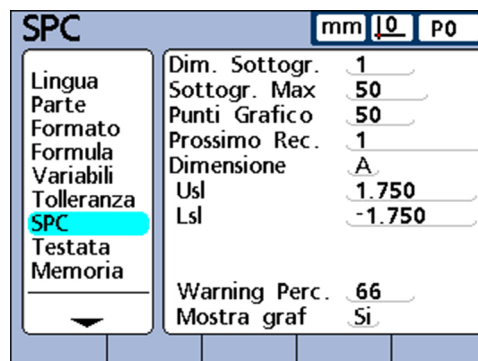 SPC
mm 0 P0
Lingua
Parte
Formato
Formula
Variabili
Tolleranza
SPC
Testata
Memoria
Dim. Sottogr. 1
Sottogr. Max 50
Punti Grafico 50
Prossimo Rec. 1
Dimensione A
Usl 1.750
Lsl -1.750
Warning Perc. 66
Mostra graf Si